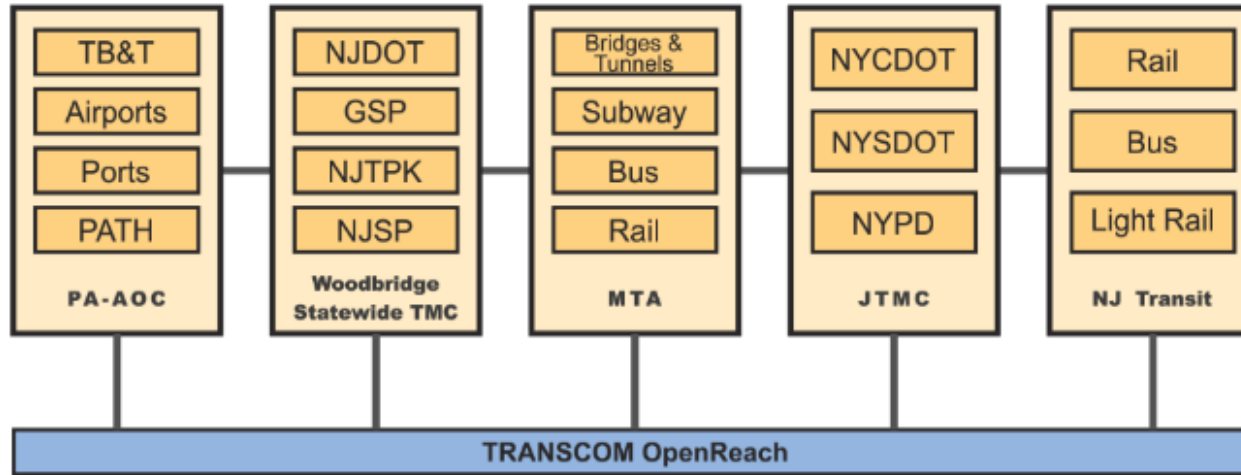 TB&T
Airports
Ports
PATH
PA-AOC
NJDOT
GSP
NJTPK
NJSP
Woodbridge
Statewide TMC
Bridges &
Tunnels
Subway
Bus
Rail
MTA
NYCDOT
NYSDOT
NYPD
JTMC
Rail
Bus
Light Rail
NJ Transit
TRANSCOM OpenReach